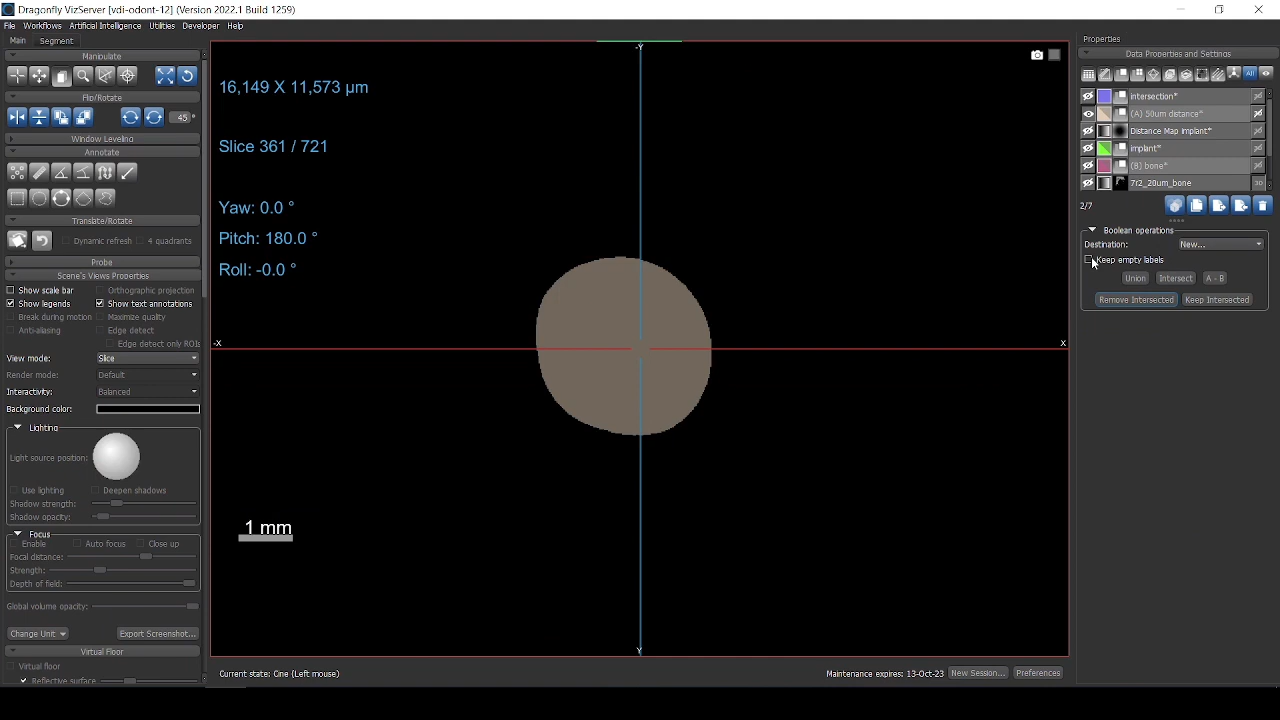 Dragonfly VizServer [vdi-odont-12] (Version 2022.1 Build 1259)
File Workflows Artificial Intelligence Utilities Developer Help
Main Segment
Manipulate
Flip/Rotate
45 °
Window Leveling
Annotate
Translate/Rotate
Dynamic refresh 4 quadrants
Probe
Scene's Views Properties
Show scale bar Orthographic projection
Show legends Show text annotations
Break during motion Maximize quality
Anti-aliasing Edge detect
Edge detect only ROIs
View mode: Slice
Render mode: Default
Interactivity: Balanced
Background color:
Lighting
Light source position:
Use lighting Deepen shadows
Shadow strength:
Shadow opacity:
Focus
Enable Auto focus Close up
Focal distance:
Strength:
Depth of field:
Global volume opacity:
Change Unit Export Screenshot...
Virtual Floor
Virtual floor
Reflective surface
-Y
16,149 X 11,573 µm
Slice 361 / 721
Yaw: 0.0 °
Pitch: 180.0 °
Roll: -0.0 °
-X X
1 mm
Y
Current state: Cine (Left mouse)
Maintenance expires: 13-Oct-23 New Session... Preferences
Properties
Data Properties and Settings
All
intersection*
(A) 50um distance*
Distance Map implant*
implant*
(B) bone*
7r2_20um_bone 3D
2/7
Boolean operations
Destination: New...
Keep empty labels
Union Intersect A - B
Remove Intersected Keep Intersected